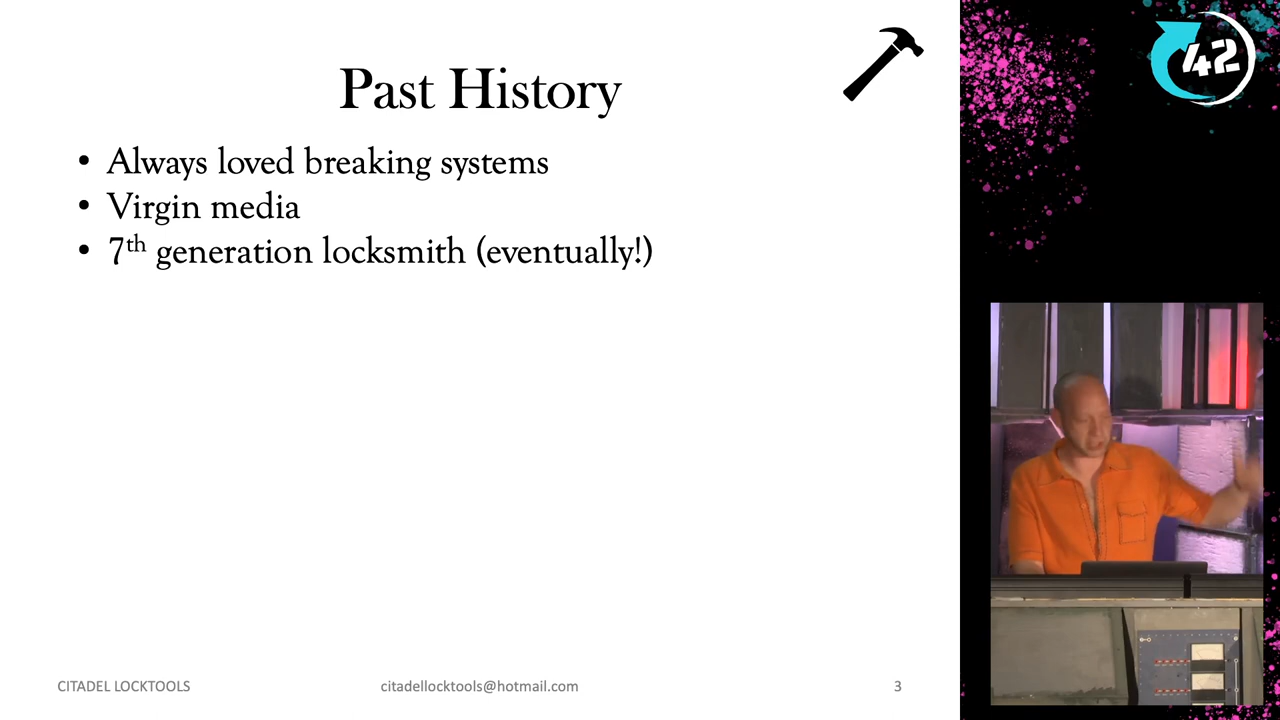 Past History
• Always loved breaking systems
• Virgin media
• 7th generation locksmith (eventually!)
CITADEL LOCKTOOLS
citadellocktools@hotmail.com
3
42